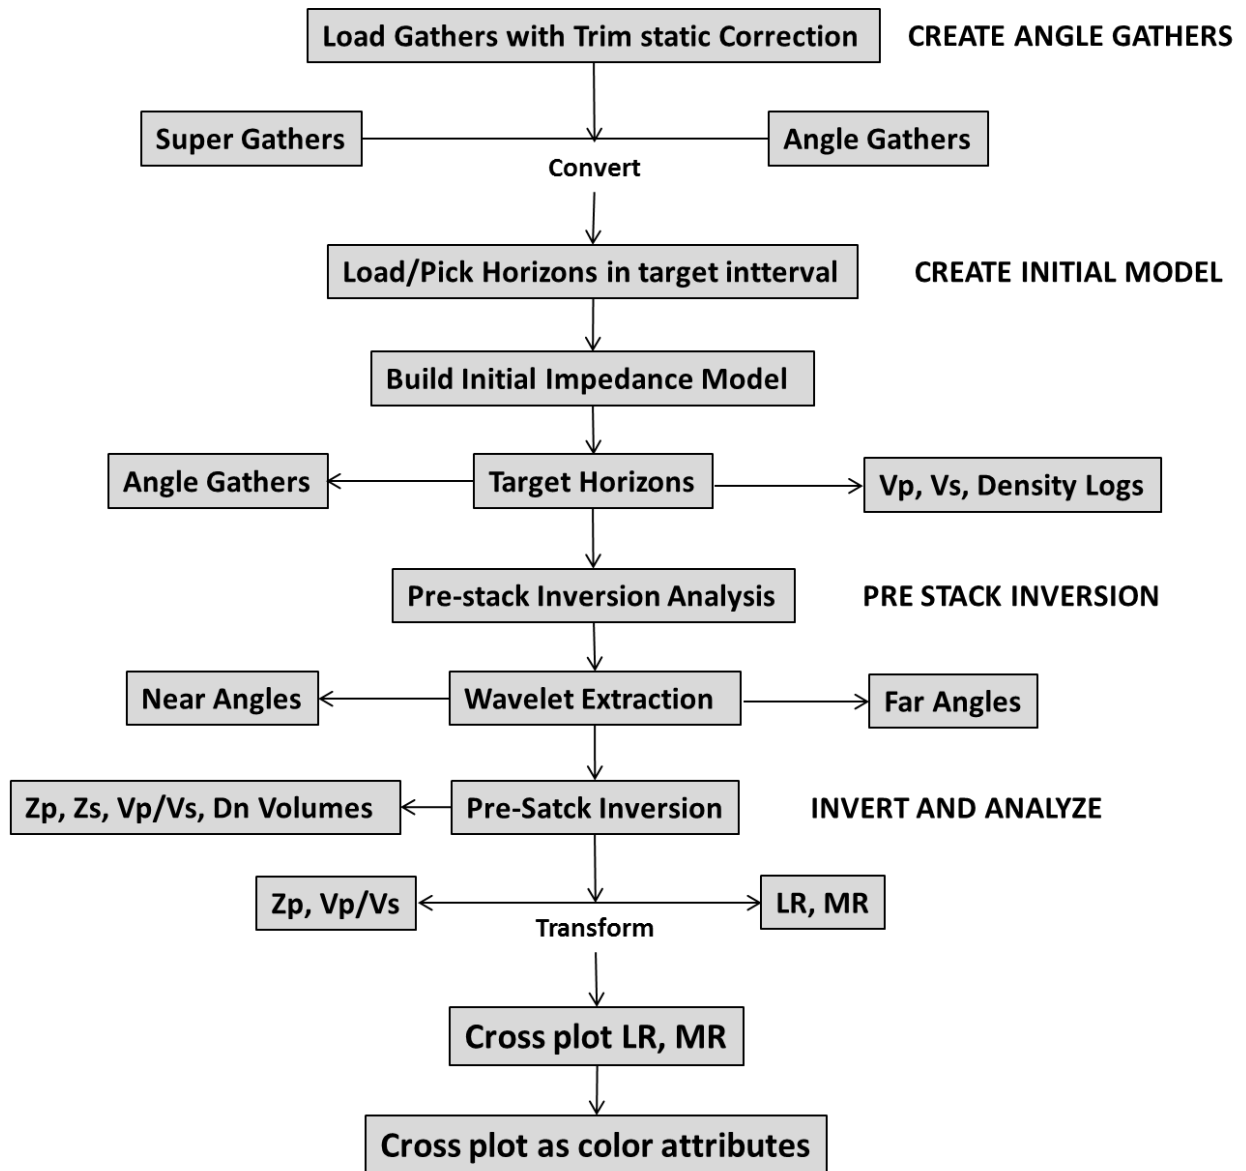 Load Gathers with Trim static Correction
CREATE ANGLE GATHERS
Super Gathers
Angle Gathers
Convert
Load/Pick Horizons in target intterval
CREATE INITIAL MODEL
Build Initial Impedance Model
Angle Gathers
Target Horizons
Vp, Vs, Density Logs
Pre-stack Inversion Analysis
PRE STACK INVERSION
Near Angles
Wavelet Extraction
Far Angles
Zp, Zs, Vp/Vs, Dn Volumes
Pre-Satck Inversion
INVERT AND ANALYZE
Zp, Vp/Vs
LR, MR
Transform
Cross plot LR, MR
Cross plot as color attributes